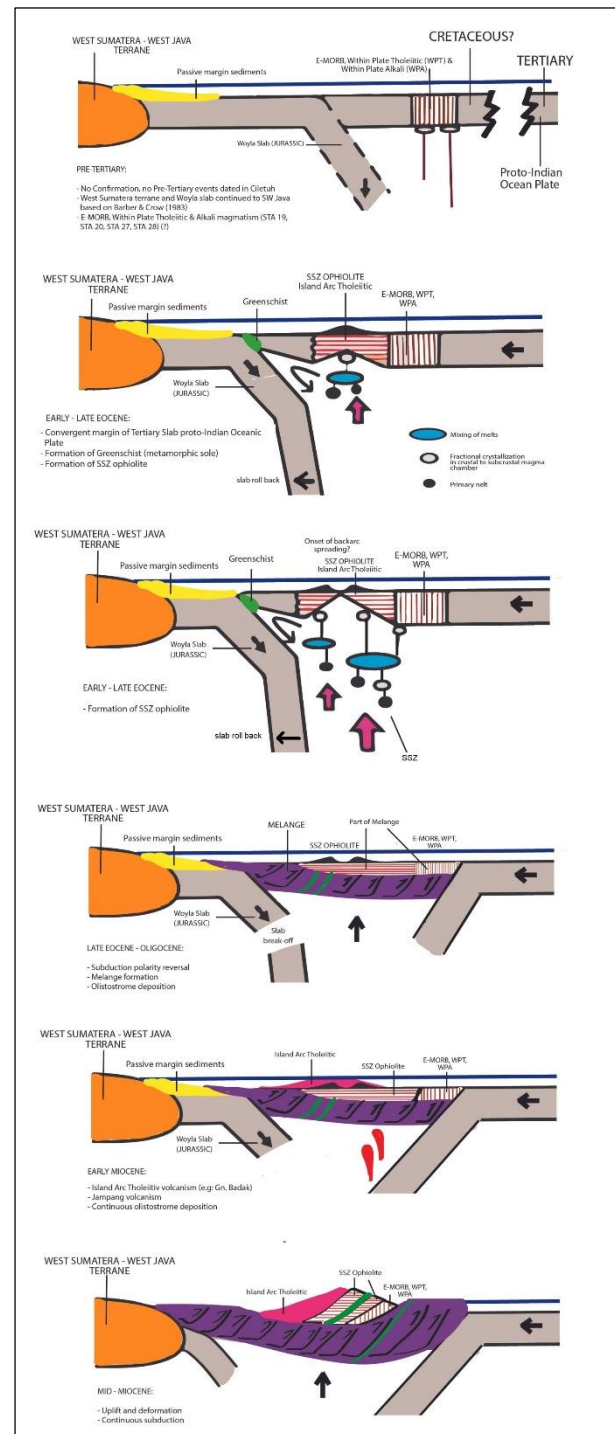 CRETACEOUS?
WEST SUMATERA - WEST JAVA
TERRANE
Passive margin sediments
E-MORB, Within Plate Tholeiitic (WPT) &
Within Plate Alkali (WPA)
TERTIARY
Woyla Slab (JURASSIC)
Proto-Indian
Ocean Plate
PRE-TERTIARY:
- No Confirmation, no Pre-Tertiary events dated in Ciletuh
- West Sumatera terrane and Woyla slab continued to SW Java
based on Barber & Crow (1983)
- E-MORB, Within Plate Tholeiitic & Alkali magmatism (STA 19,
STA 20, STA 27, STA 28) (?)
WEST SUMATERA - WEST JAVA
TERRANE
Passive margin sediments
Greenschist
SSZ OPHIOLITE
Island Arc Tholeiitic
E-MORB, WPT,
WPA
Woyla Slab
(JURASSIC)
EARLY - LATE EOCENE:
- Convergent margin of Tertiary Slab proto-Indian Oceanic
Plate
- Formation of Greenschist (metamorphic sole)
- Formation of SSZ ophiolite
slab roll back
Mixing of melts
Fractional crystallization
in crustal to subcrustal magma
chamber
Primary melt
WEST SUMATERA - WEST JAVA
TERRANE
Passive margin sediments
Greenschist
Onset of backarc
spreading?
SSZ OPHIOLITE
Island Arc Tholeiitic
E-MORB, WPT,
WPA
Woyla Slab
(JURASSIC)
EARLY - LATE EOCENE:
- Formation of SSZ ophiolite
slab roll back
SSZ
WEST SUMATERA - WEST JAVA
TERRANE
Passive margin sediments
MELANGE
SSZ OPHIOLITE
Part of Melange
E-MORB, WPT,
WPA
Woyla Slab
(JURASSIC)
Slab
break-off
LATE EOCENE - OLIGOCENE:
- Subduction polarity reversal
- Melange formation
- Olistostrome deposition
WEST SUMATERA - WEST JAVA
TERRANE
Passive margin sediments
Island Arc Tholeiitic
SSZ Ophiolite
E-MORB, WPT,
WPA
Woyla Slab
(JURASSIC)
EARLY MIOCENE:
- Island Arc Tholeiitiv volcanism (e.g: Gn. Badak)
- Jampang volcanism
- Continuous olistostrome deposition
WEST SUMATERA - WEST JAVA
TERRANE
Island Arc Tholeiitic
SSZ Ophiolite
E-MORB, WPT,
WPA
MID - MIOCENE:
- Uplift and deformation
- Continuous subduction